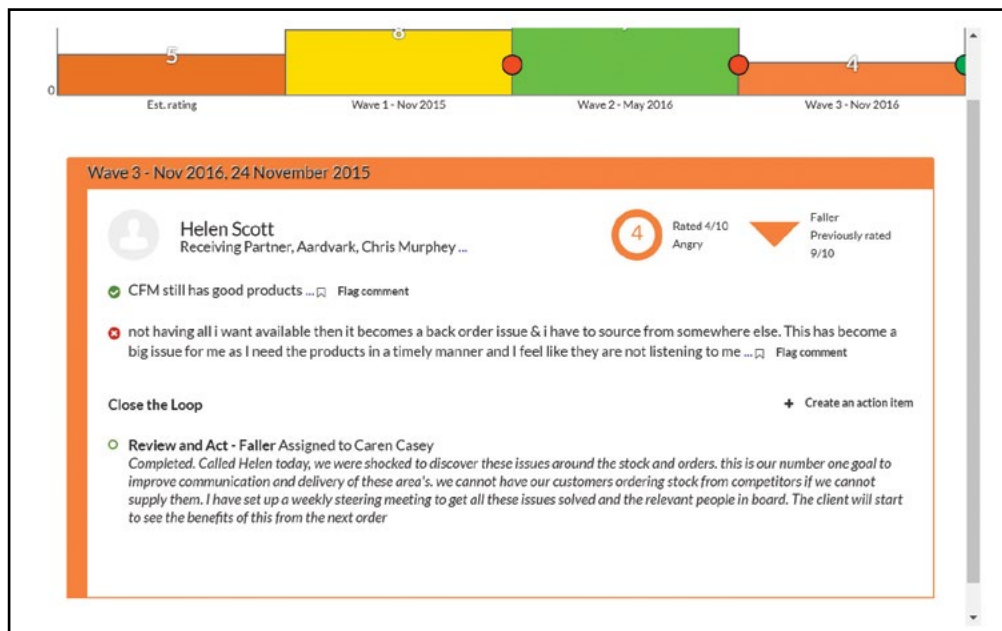 5
8
4
0
Est. rating
Wave 1 - Nov 2015
Wave 2 - May 2016
Wave 3 - Nov 2016
Wave 3 - Nov 2016, 24 November 2015
Helen Scott
Receiving Partner, Aardvark, Chris Murphey ...
4
Rated 4/10
Angry
Faller
Previously rated
9/10
CFM still has good products ... Flag comment
not having all i want available then it becomes a back order issue & i have to source from somewhere else. This has become a
big issue for me as I need the products in a timely manner and I feel like they are not listening to me ... Flag comment
Close the Loop
+ Create an action item
Review and Act - Faller Assigned to Caren Casey
Completed. Called Helen today, we were shocked to discover these issues around the stock and orders. this is our number one goal to
improve communication and delivery of these area's. we cannot have our customers ordering stock from competitors if we cannot
supply them. I have set up a weekly steering meeting to get all these issues solved and the relevant people in board. The client will start
to see the benefits of this from the next order